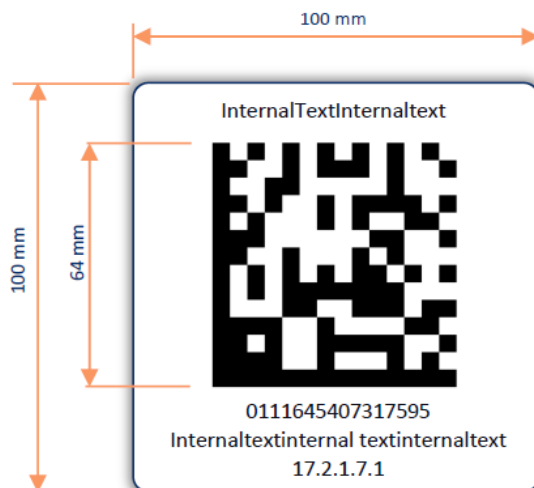 100 mm
InternalTextInternaltext
100 mm
64 mm
0111645407317595
Internaltextinternal textinternaltext
17.2.1.7.1